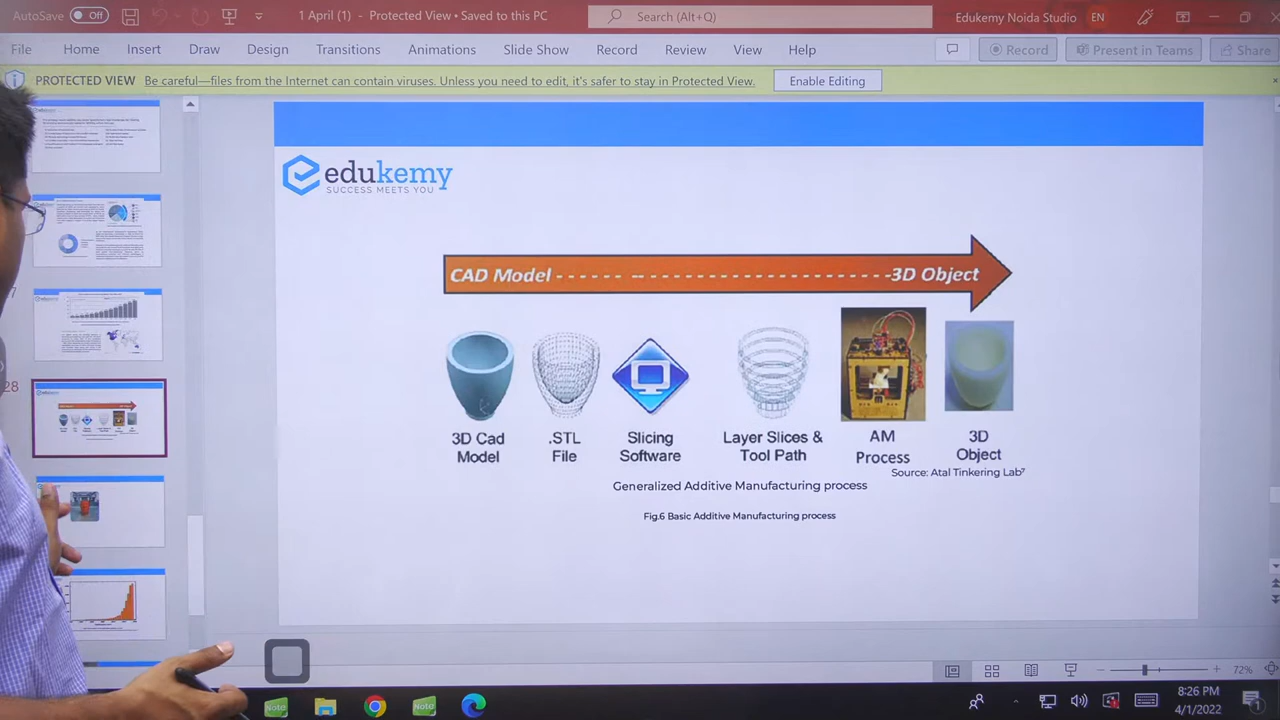 AutoSave Off 1 April (1) - Protected View • Saved to this PC Search (Alt+Q) Edukemy Noida Studio EN
File Home Insert Draw Design Transitions Animations Slide Show Record Review View Help Record Present in Teams Share
PROTECTED VIEW Be careful—files from the Internet can contain viruses. Unless you need to edit, it's safer to stay in Protected View. Enable Editing
edukemy
SUCCESS MEETS YOU
CAD Model - - - - - - -- - - - - - - - - - - - - - - - - - - - - - -3D Object
3D Cad Model
.STL File
Slicing Software
Layer Slices & Tool Path
AM Process
3D Object
Source: Atal Tinkering Lab⁷
Generalized Additive Manufacturing process
Fig.6 Basic Additive Manufacturing process
7
28
72%
Note
Note
8:26 PM
4/1/2022
1